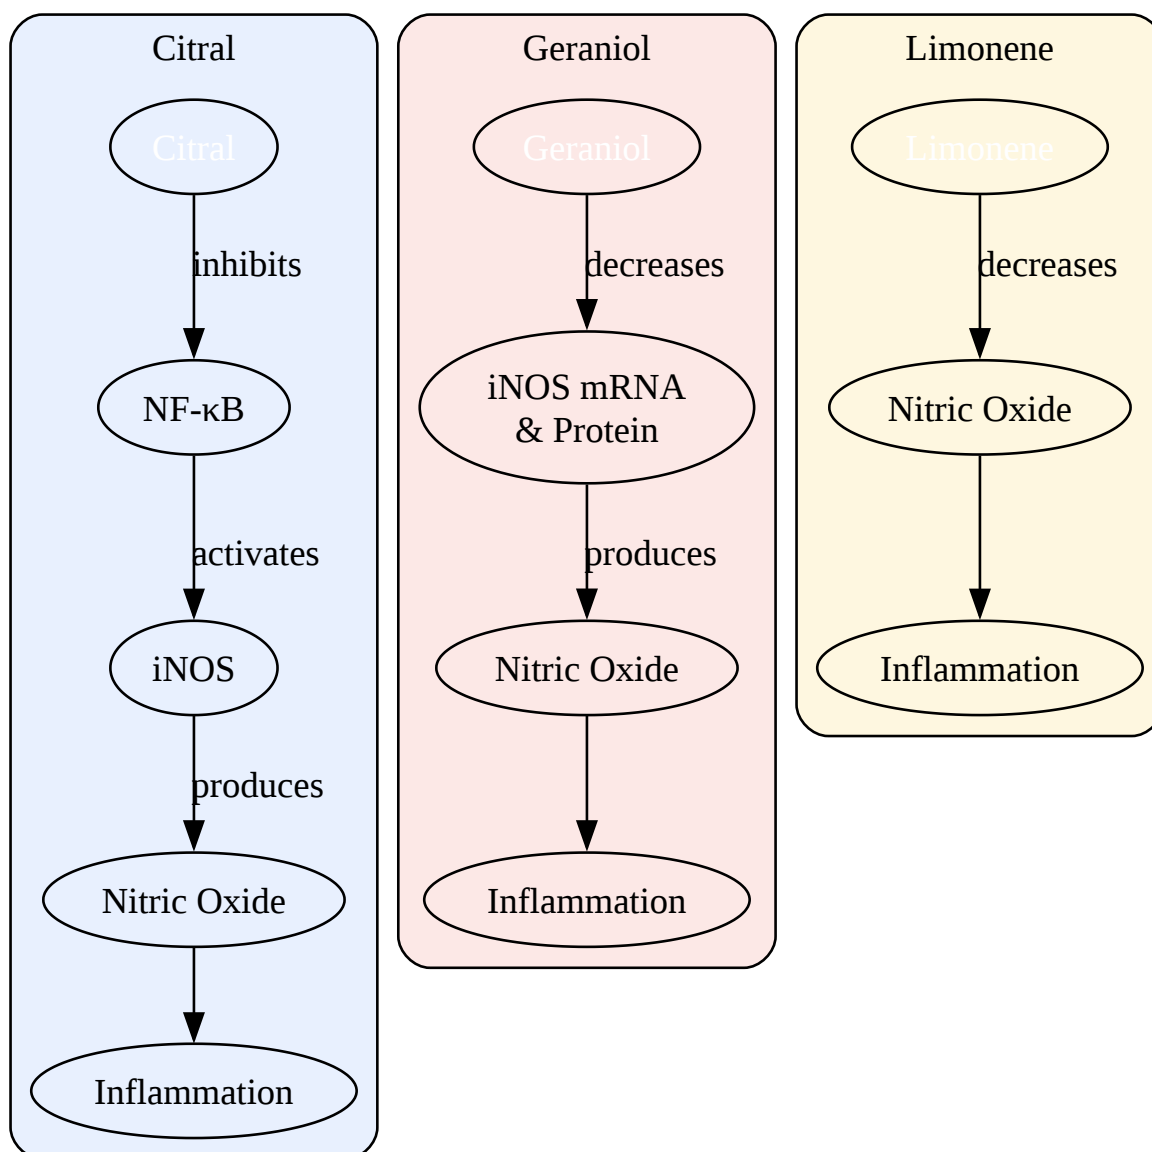 Citral
Citral
inhibits
NF-κB
activates
iNOS
produces
Nitric Oxide
Inflammation
Geraniol
Geraniol
decreases
iNOS mRNA
& Protein
produces
Nitric Oxide
Inflammation
Limonene
Limonene
decreases
Nitric Oxide
Inflammation